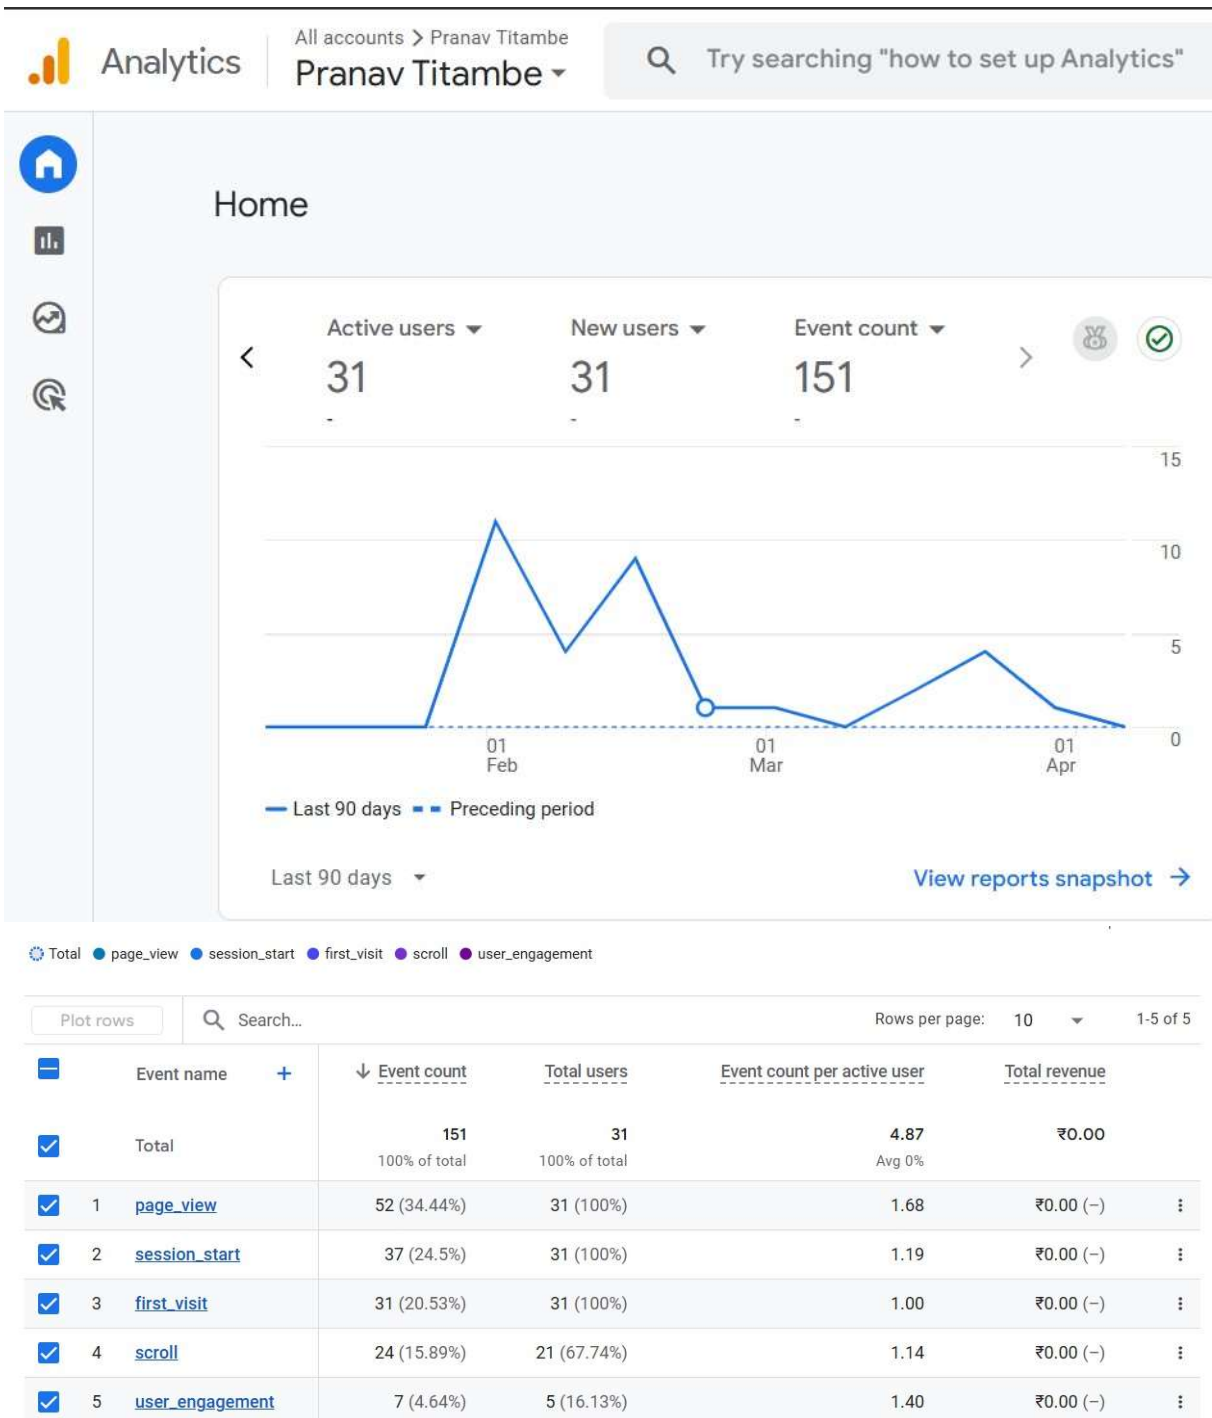 All accounts > Pranav Titambe
Analytics
Pranav Titambe
Try searching "how to set up Analytics"
Home
Active users
New users
Event count
31
31
151
-
-
-
15
10
5
0
01
Feb
01
Mar
01
Apr
Last 90 days
Preceding period
Last 90 days
View reports snapshot
Total page_view session_start first_visit scroll user_engagement
Plot rows
Search...
Rows per page: 10
1-5 of 5
Event name + Event count Total users Event count per active user Total revenue
Total 151 31 4.87 ₹0.00
100% of total 100% of total Avg 0%
1 page_view 52 (34.44%) 31 (100%) 1.68 ₹0.00 (–)
2 session_start 37 (24.5%) 31 (100%) 1.19 ₹0.00 (–)
3 first_visit 31 (20.53%) 31 (100%) 1.00 ₹0.00 (–)
4 scroll 24 (15.89%) 21 (67.74%) 1.14 ₹0.00 (–)
5 user_engagement 7 (4.64%) 5 (16.13%) 1.40 ₹0.00 (–)